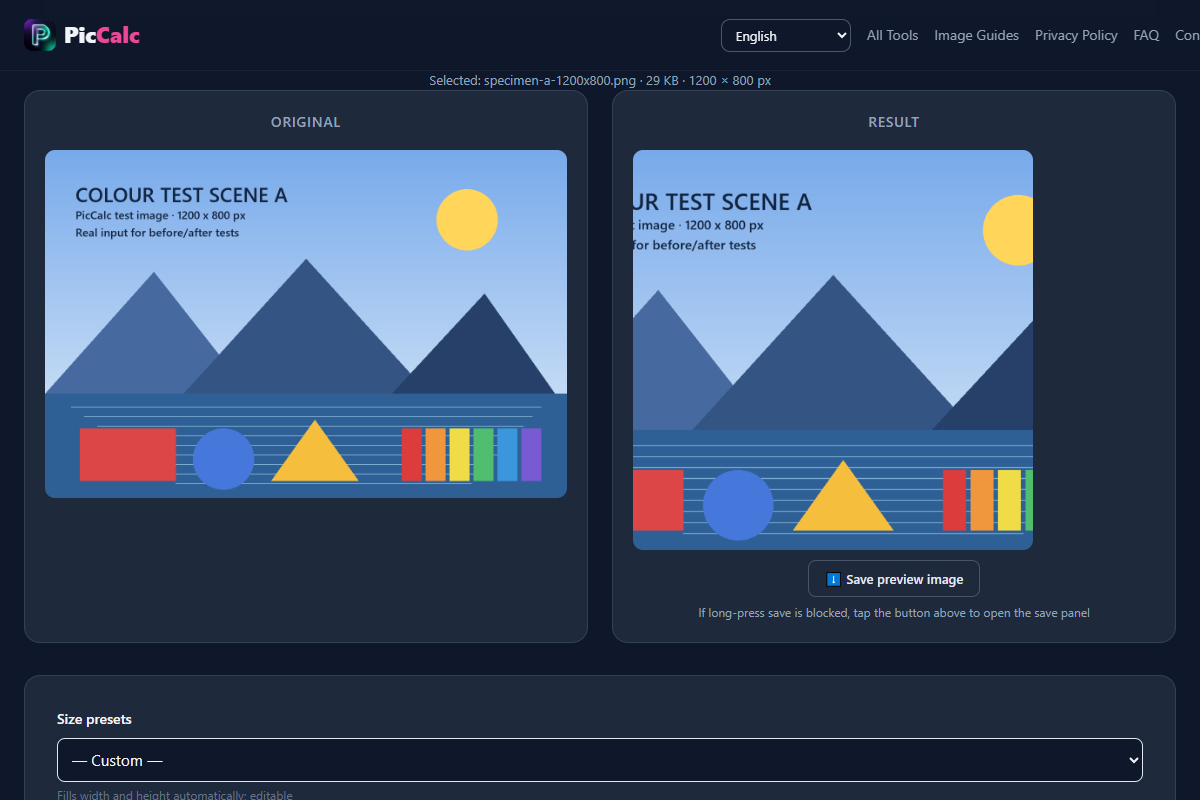 PicCalc
English
All Tools
Image Guides
Privacy Policy
FAQ
Selected: specimen-a-1200x800.png · 29 KB · 1200 × 800 px
ORIGINAL
COLOUR TEST SCENE A
PicCalc test image · 1200 x 800 px
Real input for before/after tests
RESULT
UR TEST SCENE A
image · 1200 x 800 px
for before/after tests
Save preview image
If long-press save is blocked, tap the button above to open the save panel
Size presets
— Custom —
Fills width and height automatically; editable